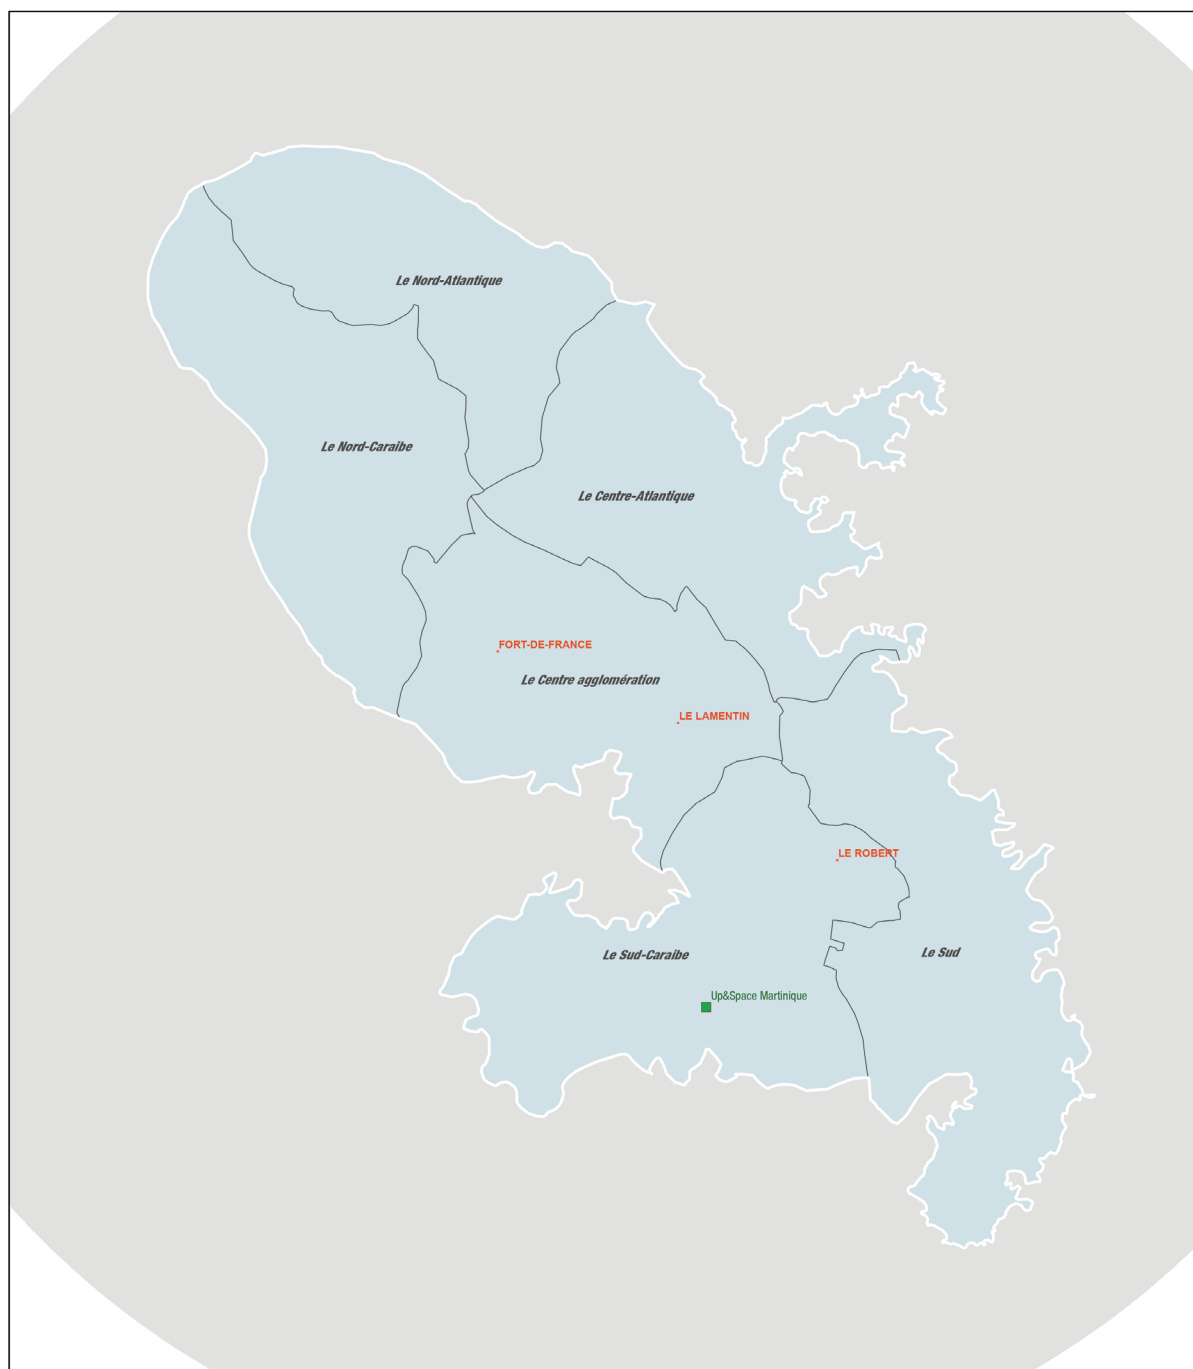 Le Nord-Atlantique
Le Nord-Caraibe
Le Centre-Atlantique
FORT-DE-FRANCE
Le Centre agglomération
LE LAMENTIN
LE ROBERT
Le Sud-Caraibe
Le Sud
Up&Space Martinique